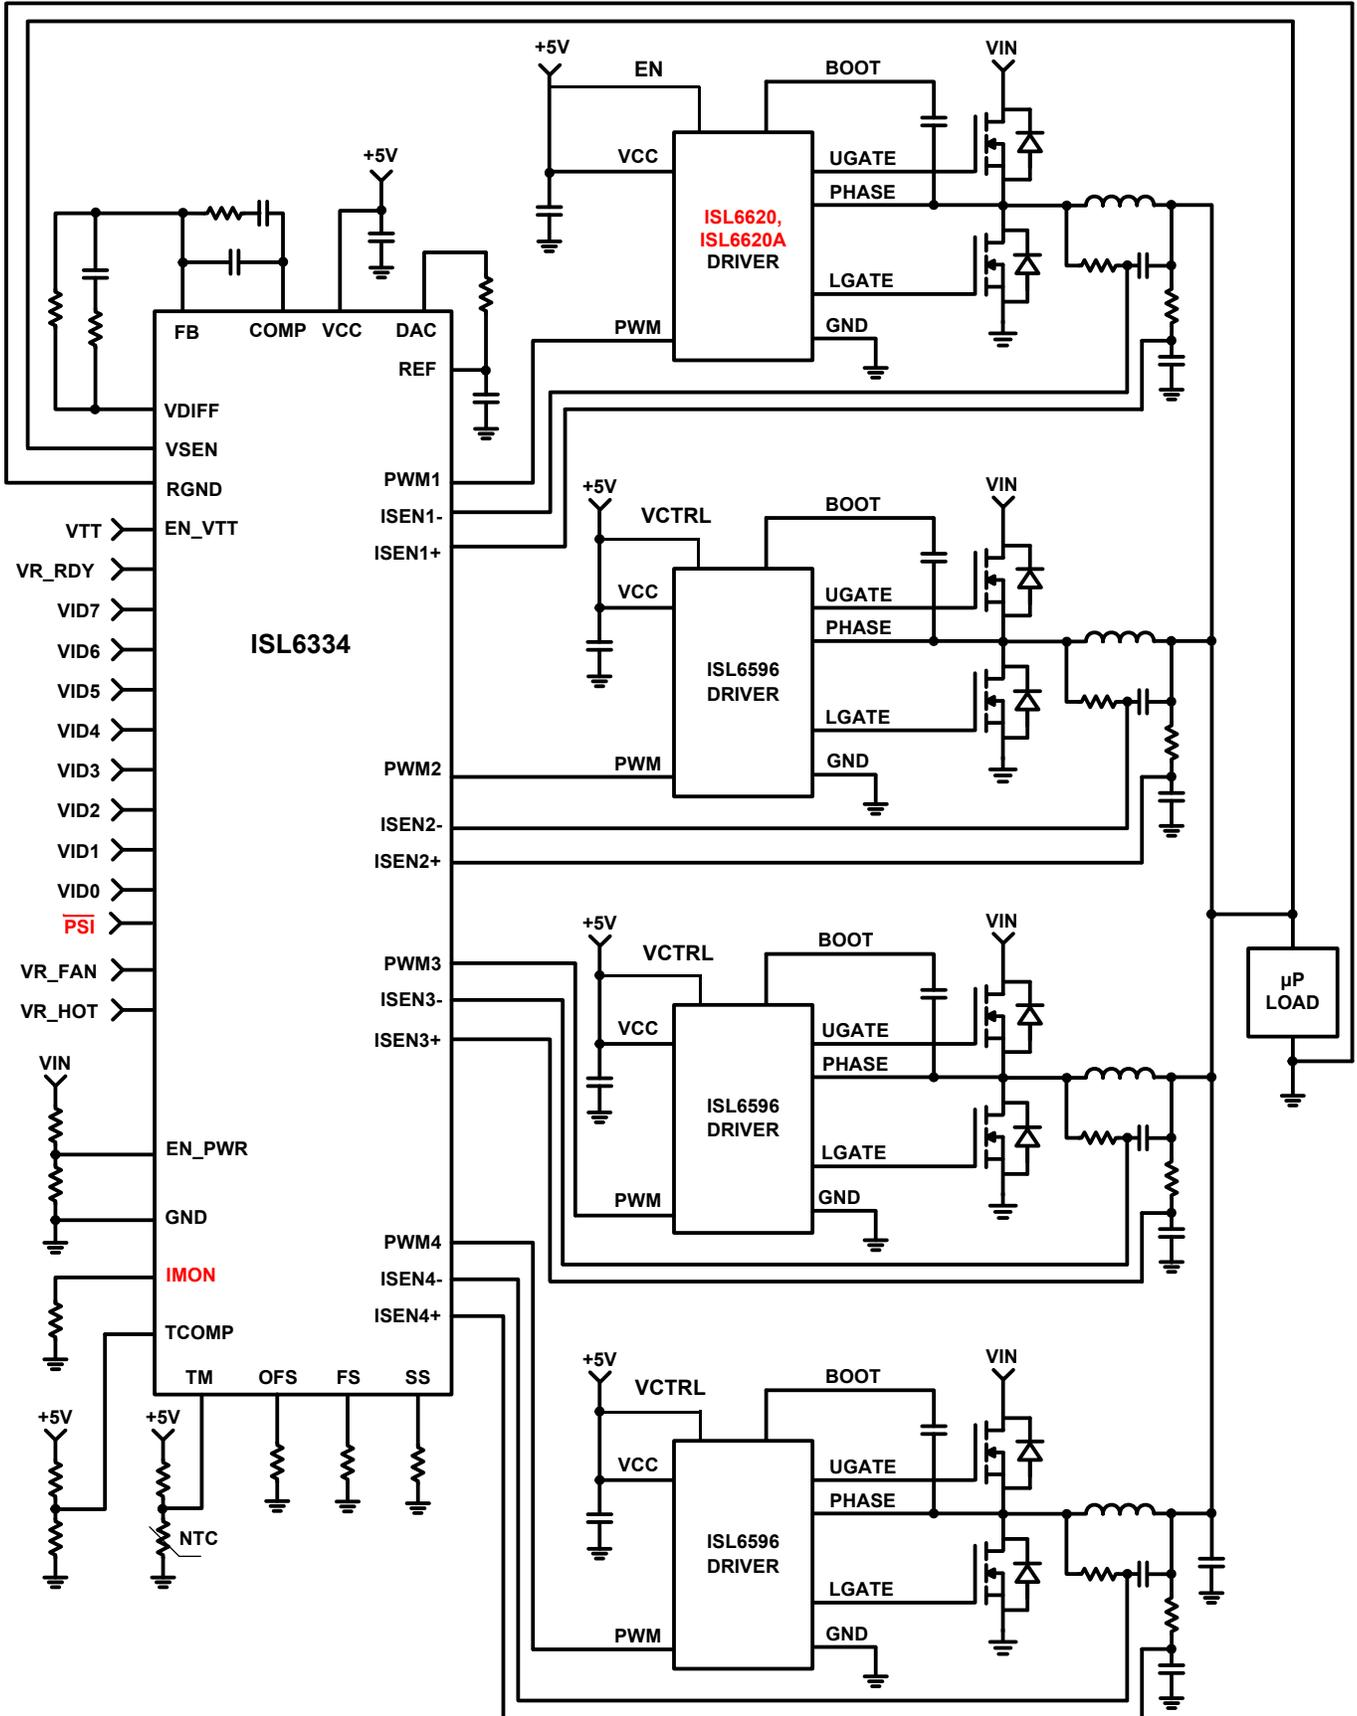 +5V
EN
BOOT
VIN
VCC
UGATE
PHASE
ISL6620,
ISL6620A
DRIVER
LGATE
GND
PWM
+5V
FB
COMP
VCC
DAC
REF
VDIFF
VSEN
RGND
VTT
EN_VTT
VR_RDY
VID7
VID6
VID5
VID4
VID3
VID2
VID1
VID0
PSI
VR_FAN
VR_HOT
ISL6334
PWM1
ISEN1-
ISEN1+
PWM2
ISEN2-
ISEN2+
PWM3
ISEN3-
ISEN3+
PWM4
ISEN4-
ISEN4+
VIN
EN_PWR
GND
IMON
TCOMP
TM
OFS
FS
SS
+5V
+5V
NTC
+5V
VCTRL
BOOT
VIN
VCC
UGATE
PHASE
ISL6596
DRIVER
LGATE
GND
PWM
+5V
VCTRL
BOOT
VIN
VCC
UGATE
PHASE
ISL6596
DRIVER
LGATE
GND
PWM
µP
LOAD
+5V
VCTRL
BOOT
VIN
VCC
UGATE
PHASE
ISL6596
DRIVER
LGATE
GND
PWM